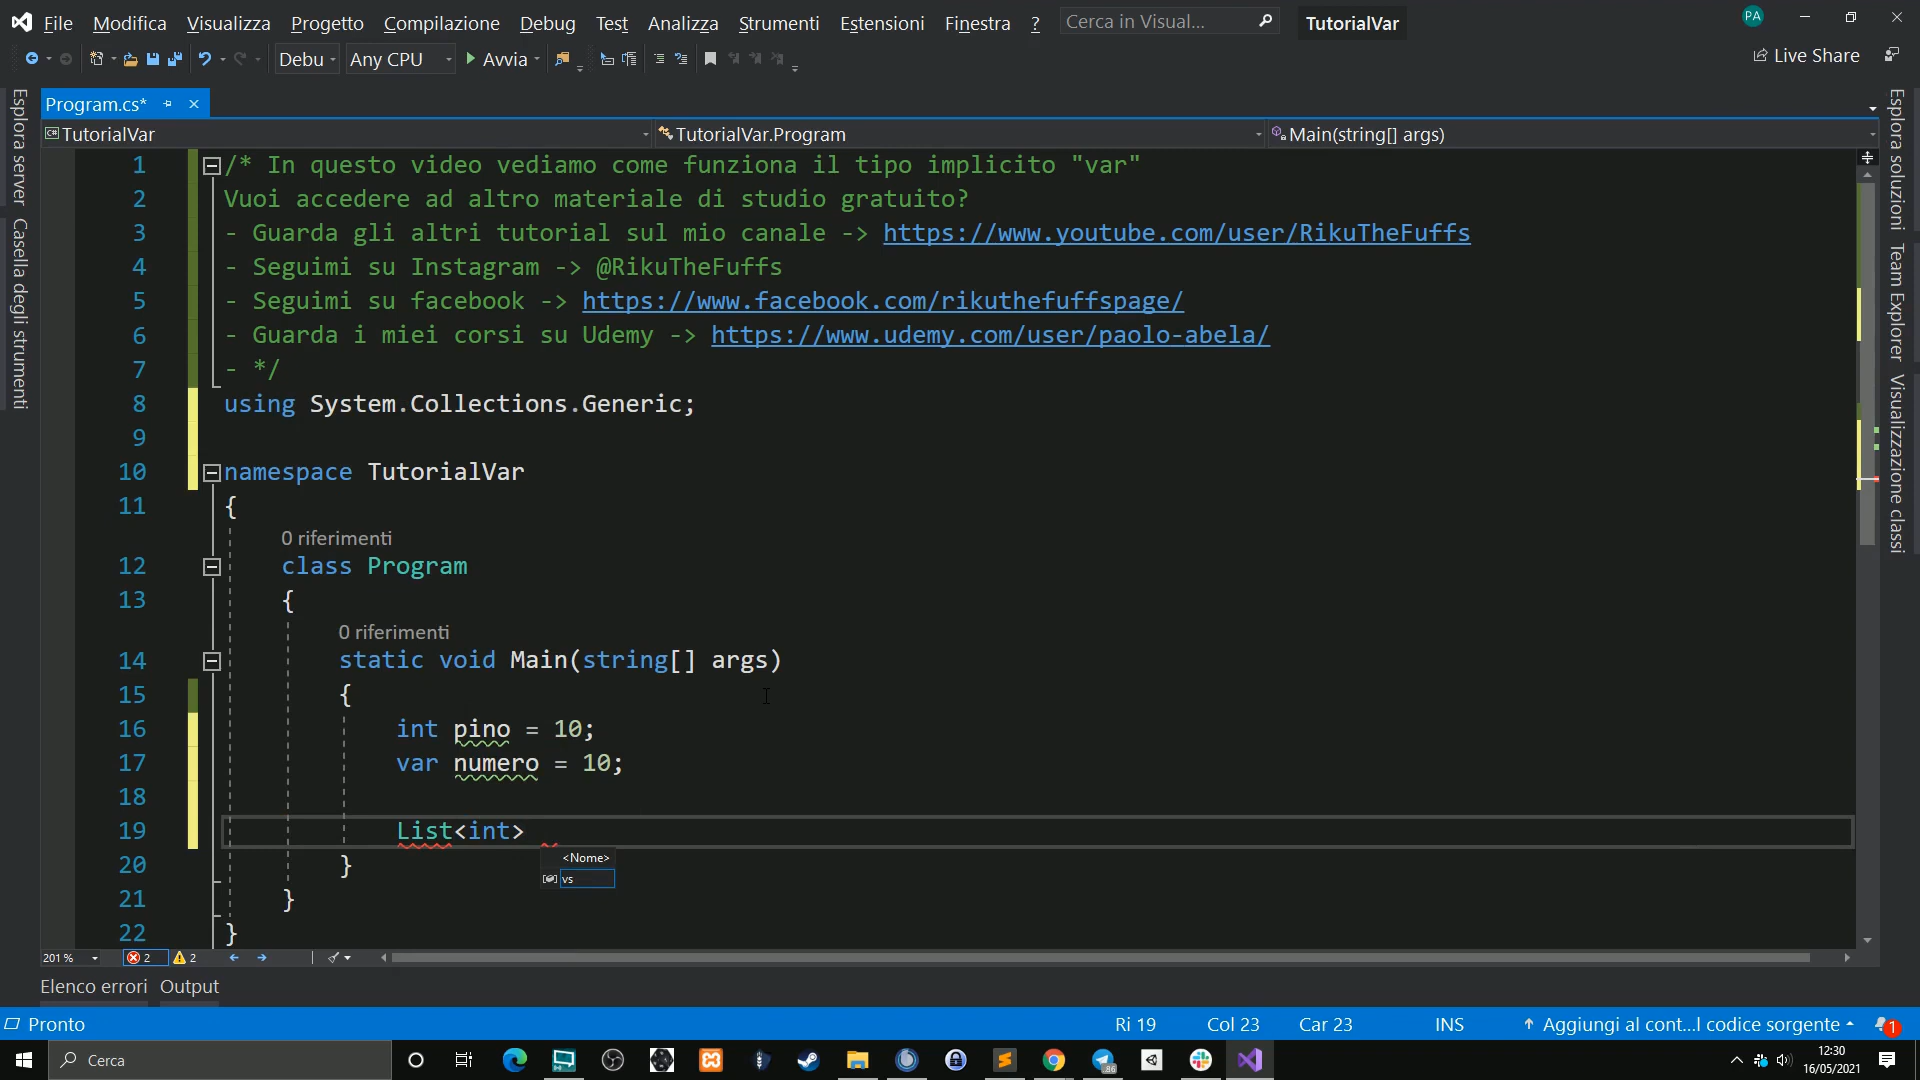 File Modifica Visualizza Progetto Compilazione Debug Test Analizza Strumenti Estensioni Finestra ? Cerca in Visual... TutorialVar PA
Debu Any CPU Avvia Live Share
Program.cs*
TutorialVar TutorialVar.Program Main(string[] args)
Esplora server
Casella degli strumenti
1 /* In questo video vediamo come funziona il tipo implicito "var"
2 Vuoi accedere ad altro materiale di studio gratuito?
3 - Guarda gli altri tutorial sul mio canale -> https://www.youtube.com/user/RikuTheFuffs
4 - Seguimi su Instagram -> @RikuTheFuffs
5 - Seguimi su facebook -> https://www.facebook.com/rikuthefuffspage/
6 - Guarda i miei corsi su Udemy -> https://www.udemy.com/user/paolo-abela/
7 - */
8 using System.Collections.Generic;
9
10 namespace TutorialVar
11 {
0 riferimenti
12 class Program
13 {
0 riferimenti
14 static void Main(string[] args)
15 {
16 int pino = 10;
17 var numero = 10;
18
19 List<int>
<Nome>
vs
20 }
21 }
22 }
Esplora soluzioni
Team Explorer
Visualizzazione classi
201 % 2 2
Elenco errori Output
Pronto Ri 19 Col 23 Car 23 INS Aggiungi al cont...l codice sorgente 1
Cerca 86 12:30
16/05/2021